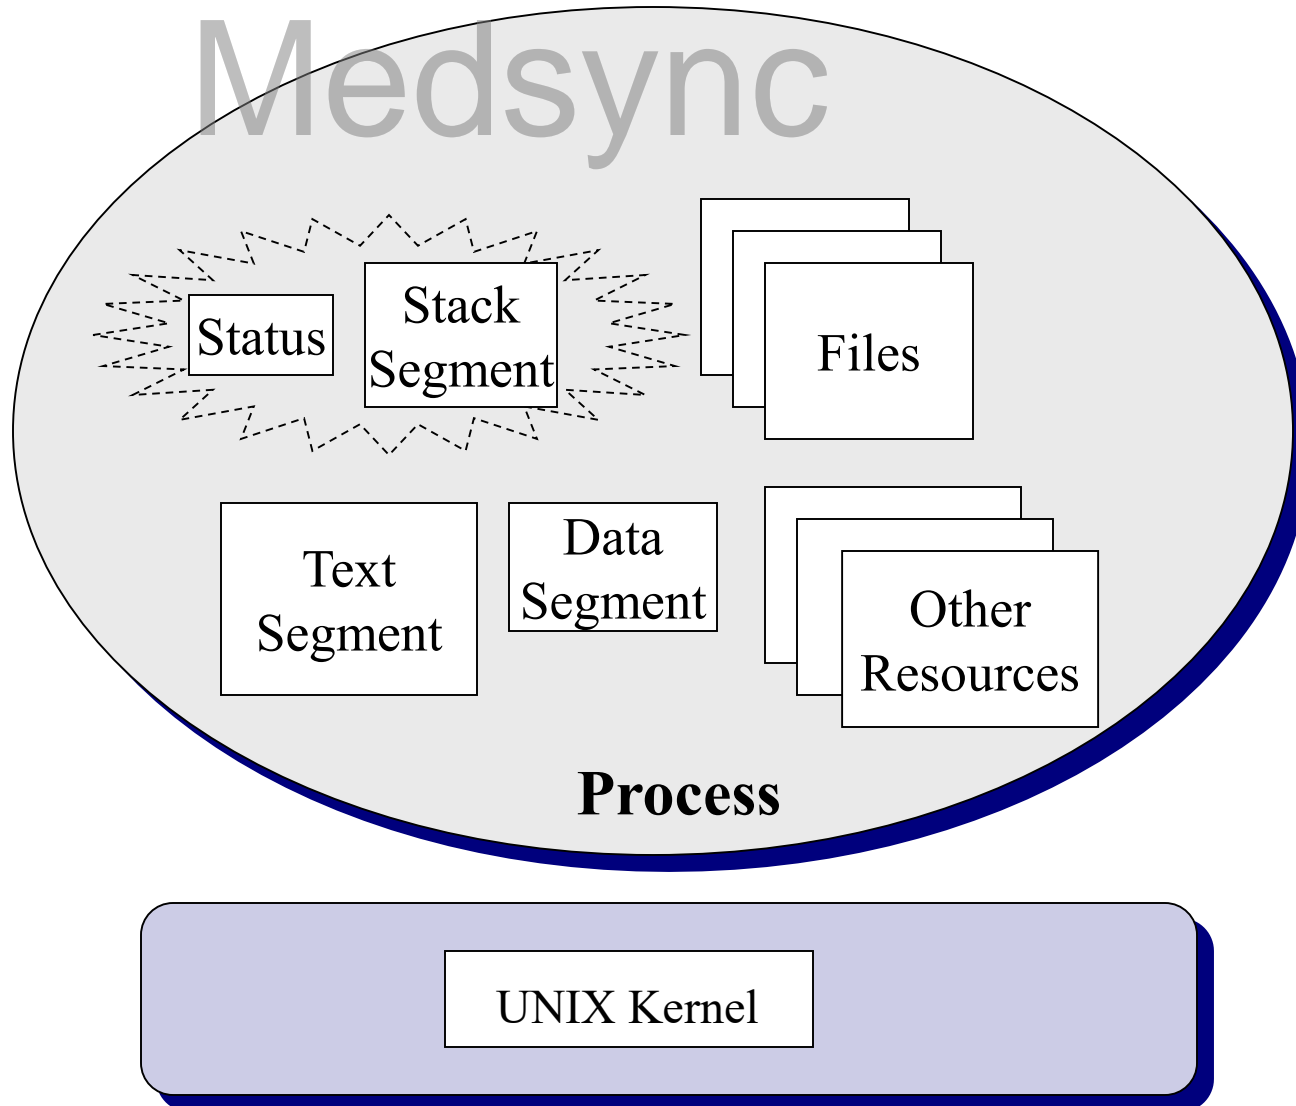 Medsync
Status
Stack
Segment
Files
Text
Segment
Data
Segment
Other
Resources
Process
UNIX Kernel